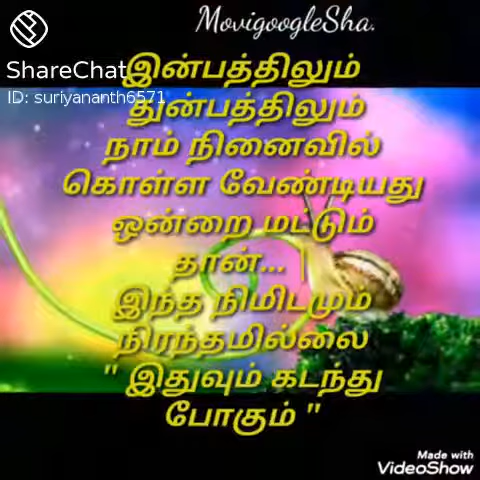 MovigoogleSha.
ShareChat
ID: suriyananth6571
இன்பத்திலும்
துன்பத்திலும்
நாம் நினைவில்
கொள்ள வேண்டியது
ஒன்றை மட்டும்
தான்... |
இந்த நிமிடமும்
நிரந்தமில்லை
" இதுவும் கடந்து
போகும் "
Made with
VideoShow